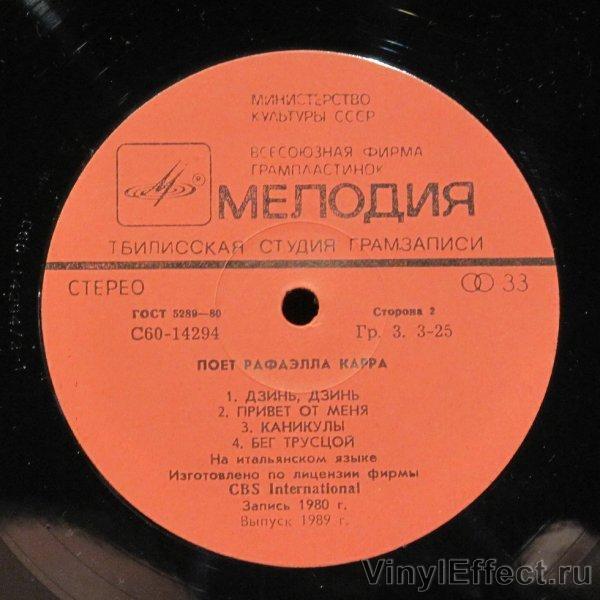 МИНИСТЕРСТВО
КУЛЬТУРЫ СССР
ВСЕСОЮЗНАЯ ФИРМА
ГРАМПЛАСТИНОК
МЕЛОДИЯ
ТБИЛИССКАЯ СТУДИЯ ГРАМЗАПИСИ
СТЕРЕО
33
ГОСТ 5289—80
Сторона 2
С60-14294
Гр. 3. 3-25
ПОЕТ РАФАЭЛЛА КАРРА
1. ДЗИНЬ, ДЗИНЬ
2. ПРИВЕТ ОТ МЕНЯ
3. КАНИКУЛЫ
4. БЕГ ТРУСЦОЙ
На итальянском языке
Изготовлено по лицензии фирмы
CBS International
Запись 1980 г.
Выпуск 1989 г.
VinylEffect.ru